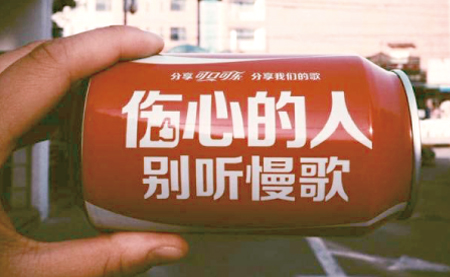 分享 可口可乐 分享我们的歌
伤心的人
别听慢歌